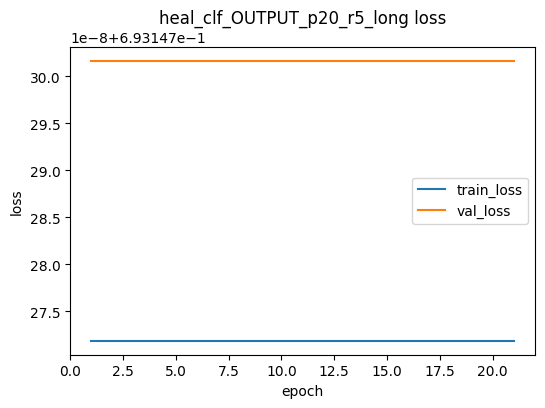 heal_clf_OUTPUT_p20_r5_long loss
1e-8+6.93147e-1
30.0
29.5
29.0
28.5
28.0
27.5
loss
train_loss
val_loss
0.0 2.5 5.0 7.5 10.0 12.5 15.0 17.5 20.0
epoch